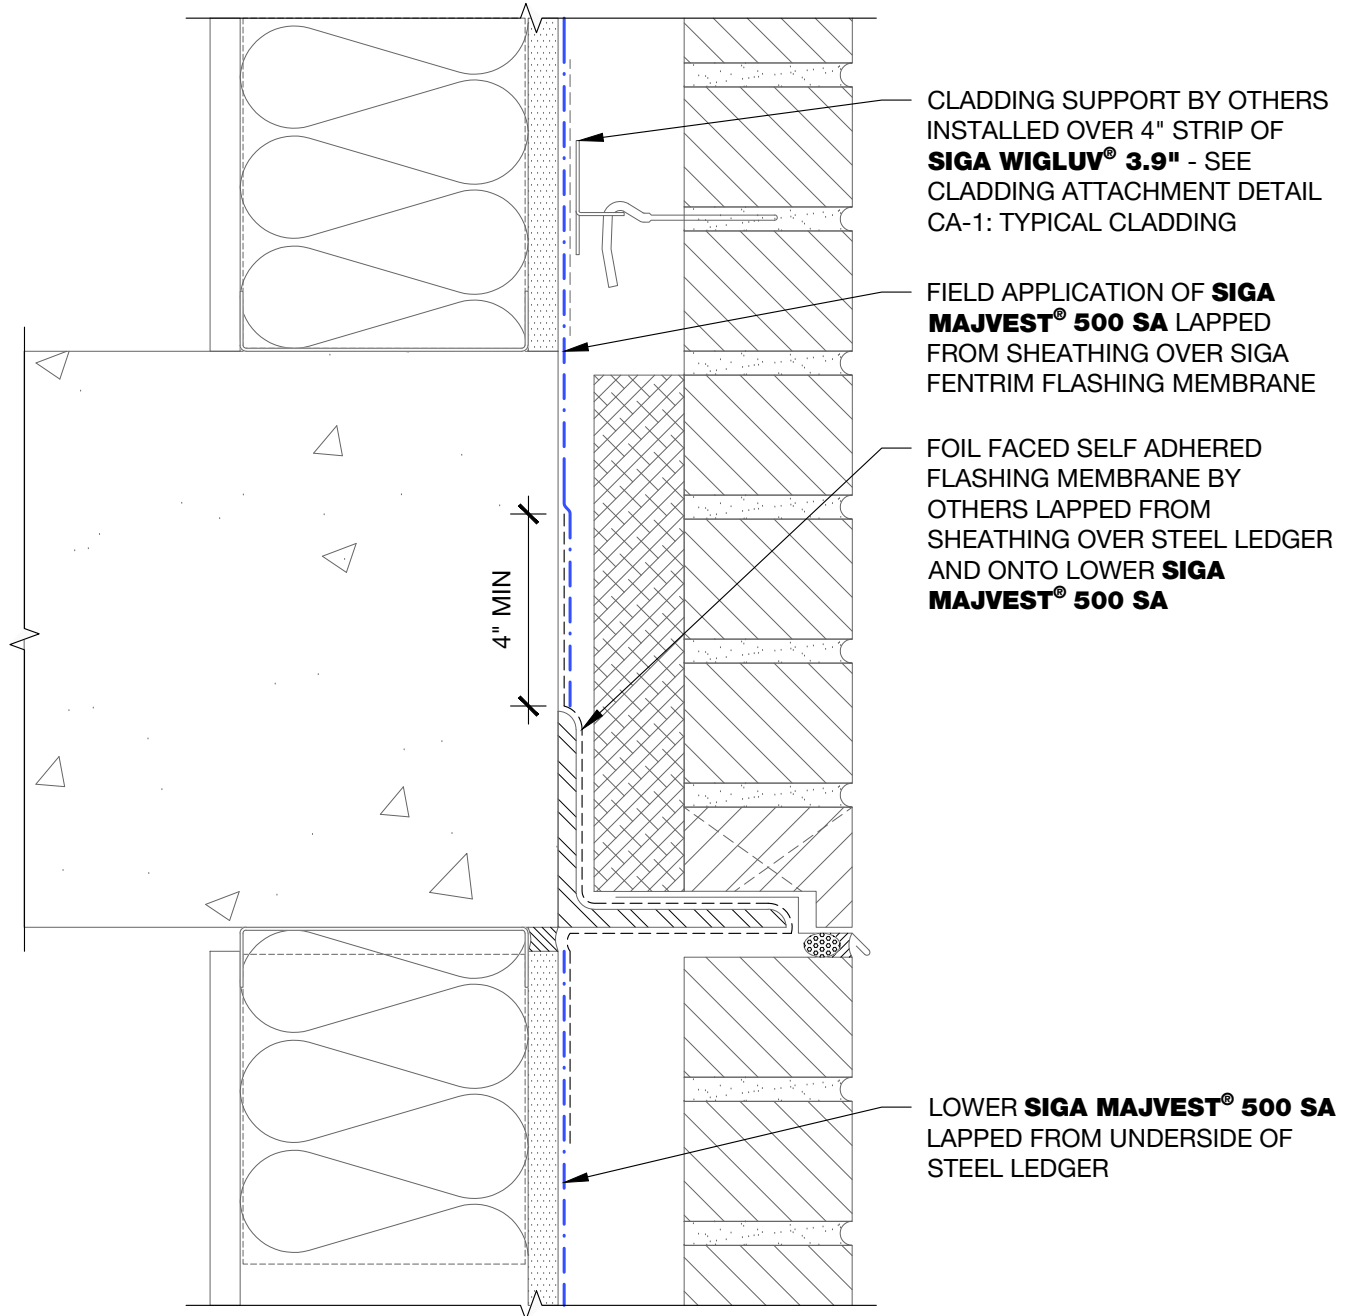 CLADDING SUPPORT BY OTHERS
INSTALLED OVER 4" STRIP OF
SIGA WIGLUV® 3.9" - SEE
CLADDING ATTACHMENT DETAIL
CA-1: TYPICAL CLADDING
FIELD APPLICATION OF SIGA
MAJVEST® 500 SA LAPPED
FROM SHEATHING OVER SIGA
FENTRIM FLASHING MEMBRANE
FOIL FACED SELF ADHERED
FLASHING MEMBRANE BY
OTHERS LAPPED FROM
SHEATHING OVER STEEL LEDGER
AND ONTO LOWER SIGA
MAJVEST® 500 SA
4" MIN
LOWER SIGA MAJVEST® 500 SA
LAPPED FROM UNDERSIDE OF
STEEL LEDGER